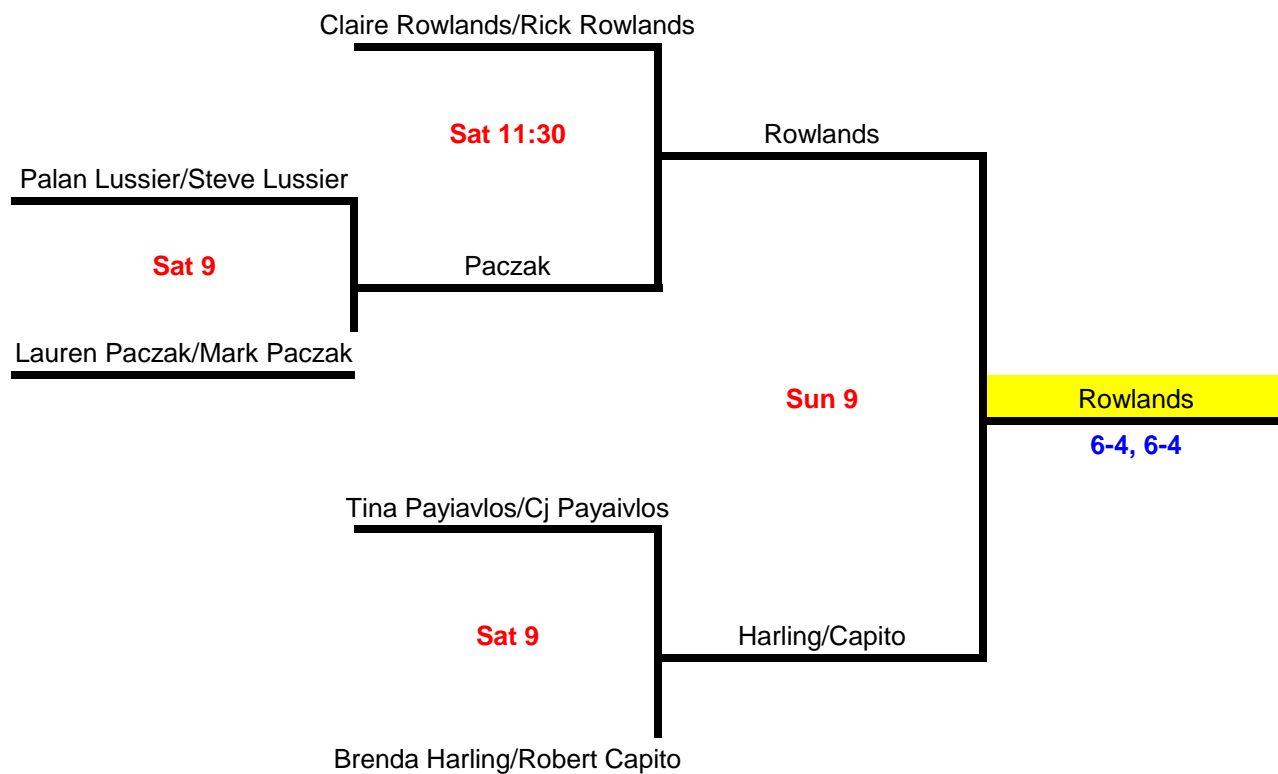 Claire Rowlands/Rick Rowlands
Sat 11:30
Rowlands
Palan Lussier/Steve Lussier
Sat 9
Paczak
Lauren Paczak/Mark Paczak
Sun 9
Rowlands
6-4, 6-4
Tina Payiavlos/Cj Payaivlos
Sat 9
Harling/Capito
Brenda Harling/Robert Capito